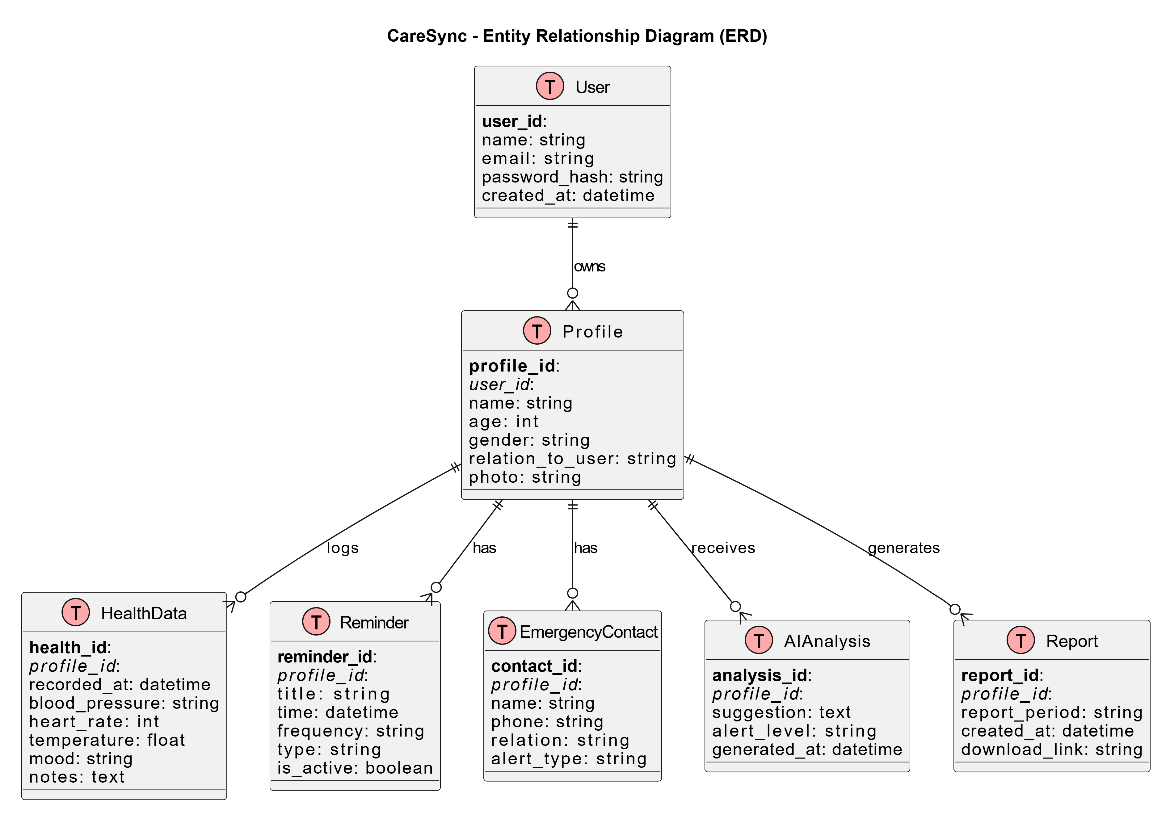 CareSync - Entity Relationship Diagram (ERD)
T User
user_id:
name: string
email: string
password_hash: string
created_at: datetime
owns
T Profile
profile_id:
user_id:
name: string
age: int
gender: string
relation_to_user: string
photo: string
logs
has
has
receives
generates
T HealthData
health_id:
profile_id:
recorded_at: datetime
blood_pressure: string
heart_rate: int
temperature: float
mood: string
notes: text
T Reminder
reminder_id:
profile_id:
title: string
time: datetime
frequency: string
type: string
is_active: boolean
T EmergencyContact
contact_id:
profile_id:
name: string
phone: string
relation: string
alert_type: string
T AIAnalysis
analysis_id:
profile_id:
suggestion: text
alert_level: string
generated_at: datetime
T Report
report_id:
profile_id:
report_period: string
created_at: datetime
download_link: string